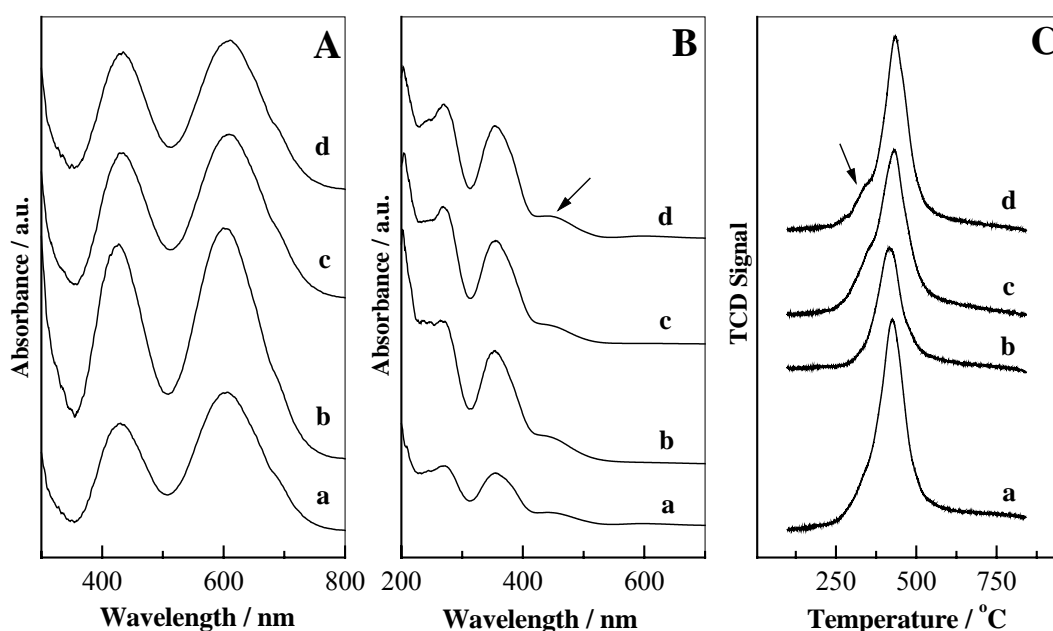 A
d
c
b
a
Absorbance / a.u.
400
600
800
Wavelength / nm
B
d
c
b
a
Absorbance / a.u.
200
400
600
Wavelength / nm
C
d
c
b
a
TCD Signal
250
500
750
Temperature / °C